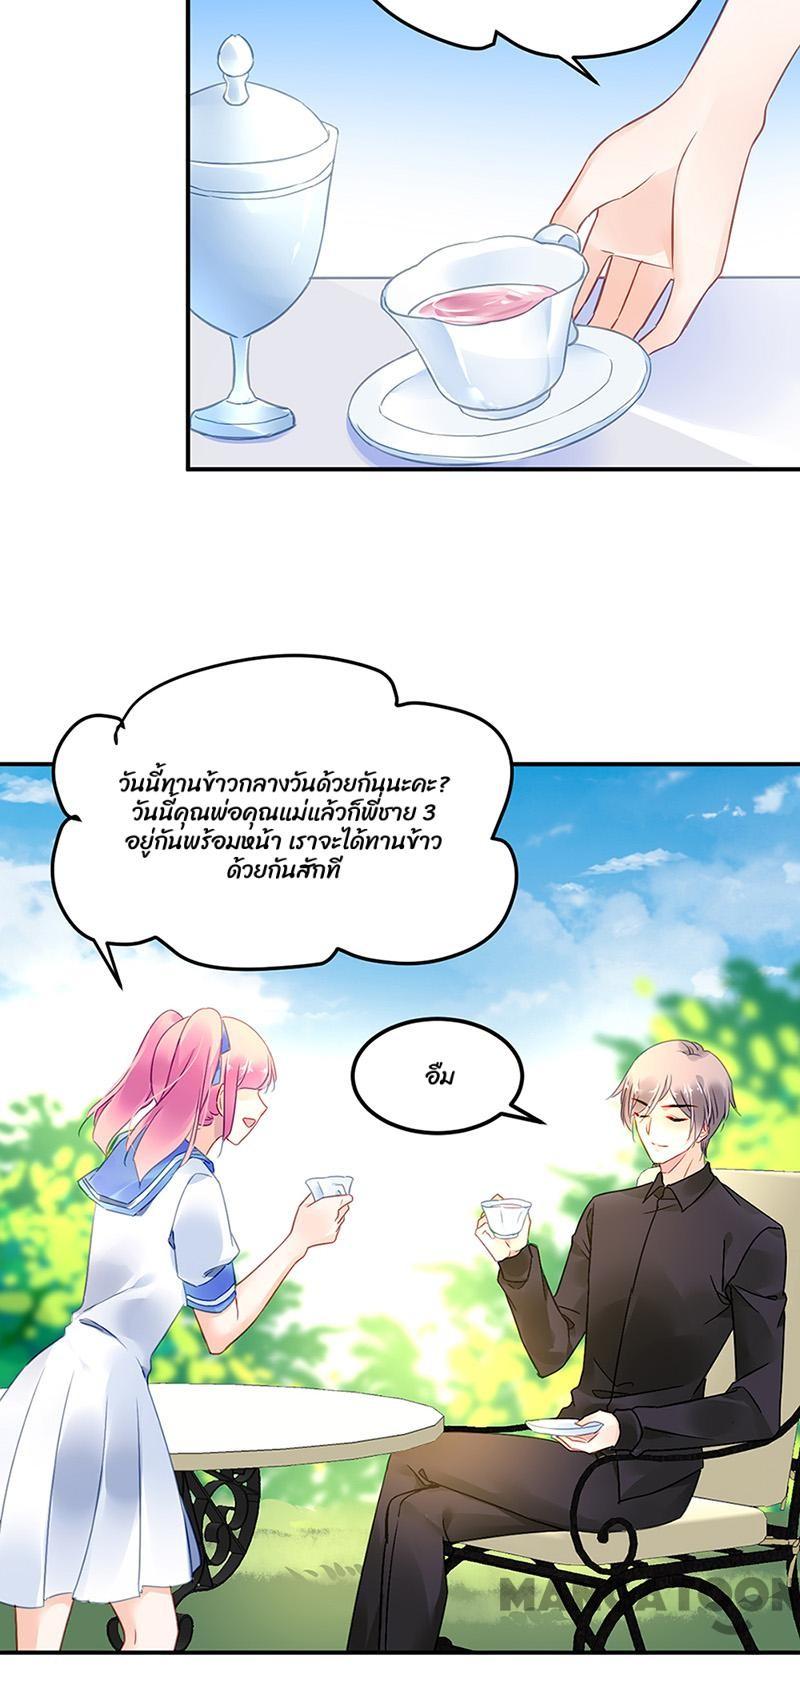 วันนี้ทานข้าวกลางวันด้วยกันนะคะ?
วันนี้คุณพ่อคุณแม่แล้วก็พี่ชาย 3
อยู่กันพร้อมหน้า เราจะได้ทานข้าว
ด้วยกันสักที
อืม
MANGATOON